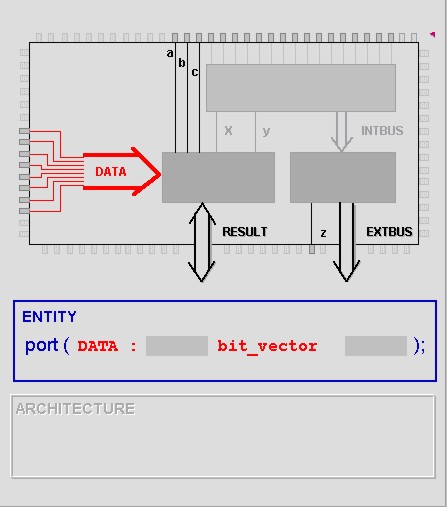 a
b
c
X y INTBUS
DATA
RESULT z EXTBUS
ENTITY
port ( DATA : bit_vector );
ARCHITECTURE